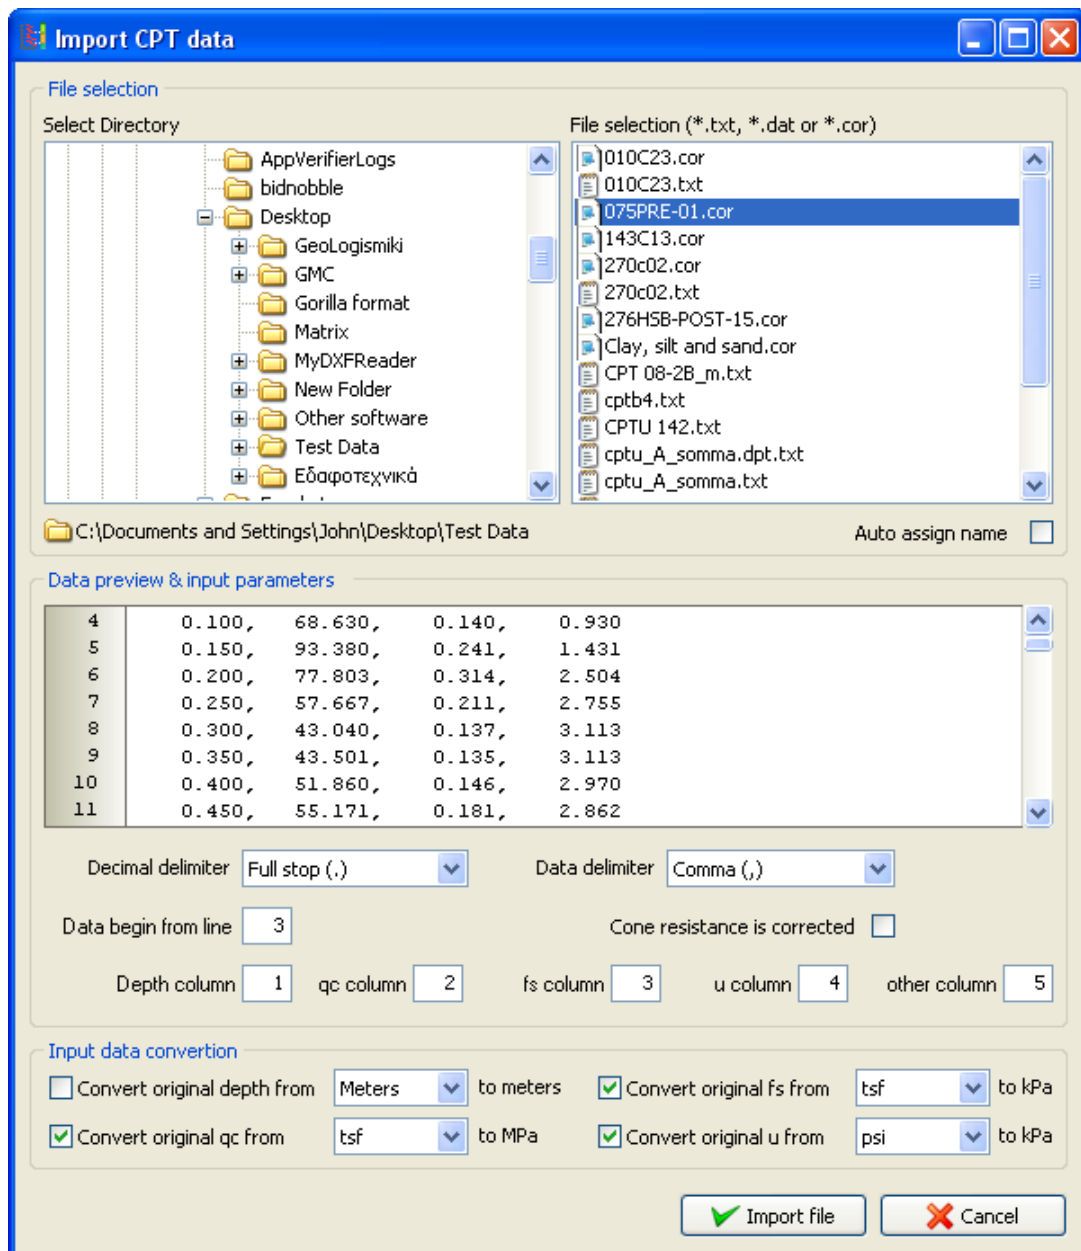 Import CPT data
File selection
Select Directory
File selection (*.txt, *.dat or *.cor)
AppVerifierLogs
bidnobble
Desktop
GeoLogismiki
GMC
Gorilla format
Matrix
MyDXFReader
New Folder
Other software
Test Data
Εδαφοτεχνικά
010C23.cor
010C23.txt
075PRE-01.cor
143C13.cor
270c02.cor
270c02.txt
276HSB-POST-15.cor
Clay, silt and sand.cor
CPT 08-2B_m.txt
cptb4.txt
CPTU 142.txt
cptu_A_somma.dpt.txt
cptu_A_somma.txt
C:\Documents and Settings\John\Desktop\Test Data
Auto assign name
Data preview & input parameters
4 0.100, 68.630, 0.140, 0.930
5 0.150, 93.380, 0.241, 1.431
6 0.200, 77.803, 0.314, 2.504
7 0.250, 57.667, 0.211, 2.755
8 0.300, 43.040, 0.137, 3.113
9 0.350, 43.501, 0.135, 3.113
10 0.400, 51.860, 0.146, 2.970
11 0.450, 55.171, 0.181, 2.862
Decimal delimiter Full stop (.) Data delimiter Comma (,)
Data begin from line 3 Cone resistance is corrected
Depth column 1 qc column 2 fs column 3 u column 4 other column 5
Input data convertion
Convert original depth from Meters to meters Convert original fs from tsf to kPa
Convert original qc from tsf to MPa Convert original u from psi to kPa
Import file Cancel